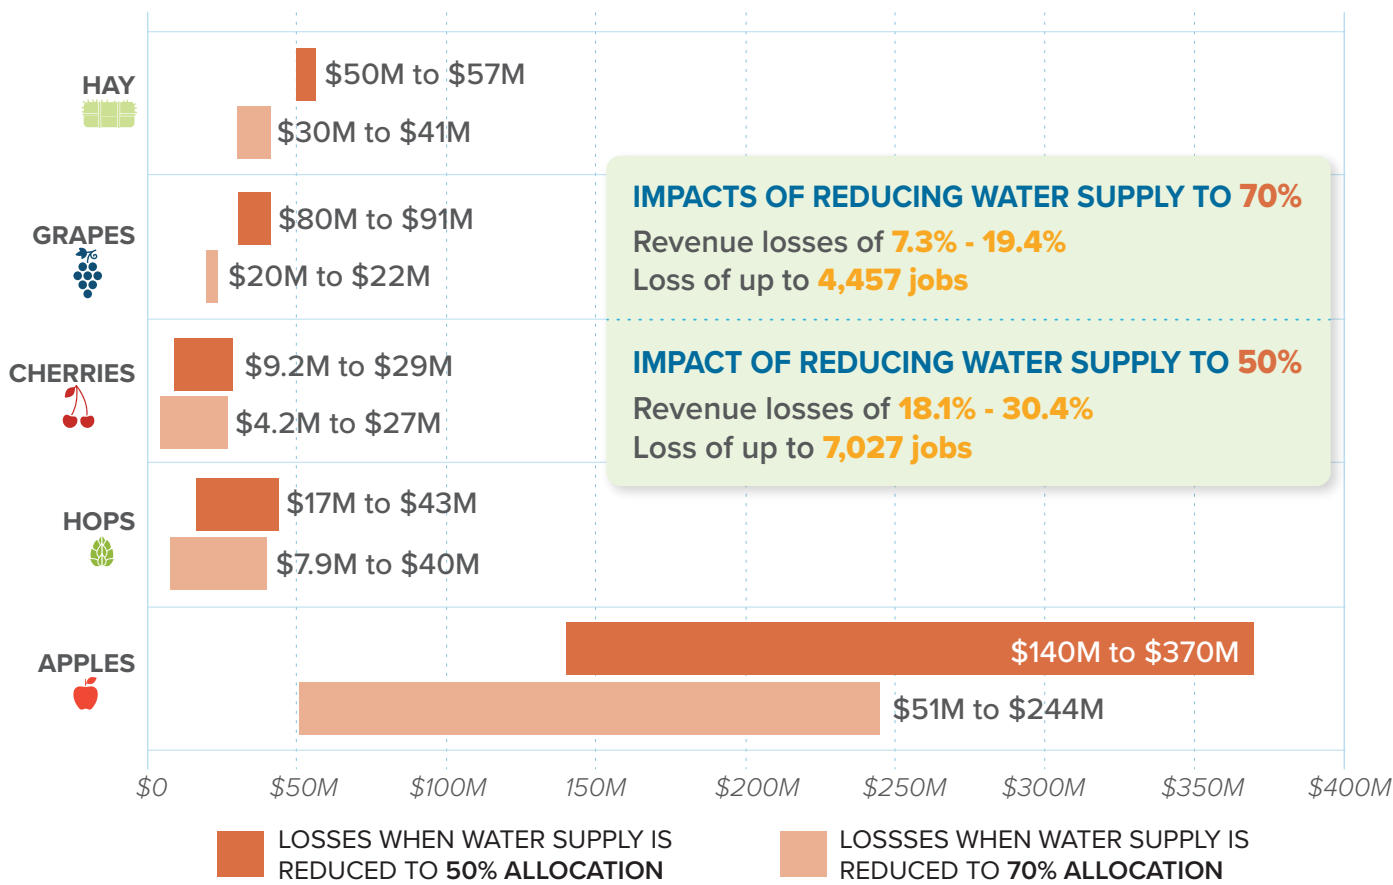 HAY
$50M to $57M
$30M to $41M
GRAPES
$80M to $91M
$20M to $22M
CHERRIES
$9.2M to $29M
$4.2M to $27M
HOPS
$17M to $43M
$7.9M to $40M
APPLES
$140M to $370M
$51M to $244M
IMPACTS OF REDUCING WATER SUPPLY TO 70%
Revenue losses of 7.3% - 19.4%
Loss of up to 4,457 jobs
IMPACT OF REDUCING WATER SUPPLY TO 50%
Revenue losses of 18.1% - 30.4%
Loss of up to 7,027 jobs
$0 $50M $100M 150M $200M $250M $300M $350M $400M
LOSSES WHEN WATER SUPPLY IS
REDUCED TO 50% ALLOCATION
LOSSSES WHEN WATER SUPPLY IS
REDUCED TO 70% ALLOCATION